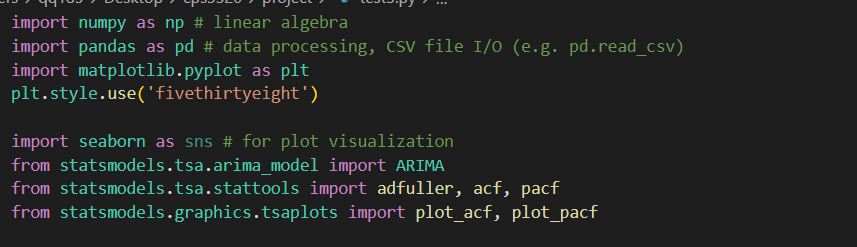 import numpy as np # linear algebra
import pandas as pd # data processing, CSV file I/O (e.g. pd.read_csv)
import matplotlib.pyplot as plt
plt.style.use('fivethirtyeight')
import seaborn as sns # for plot visualization
from statsmodels.tsa.arima_model import ARIMA
from statsmodels.tsa.stattools import adfuller, acf, pacf
from statsmodels.graphics.tsaplots import plot_acf, plot_pacf